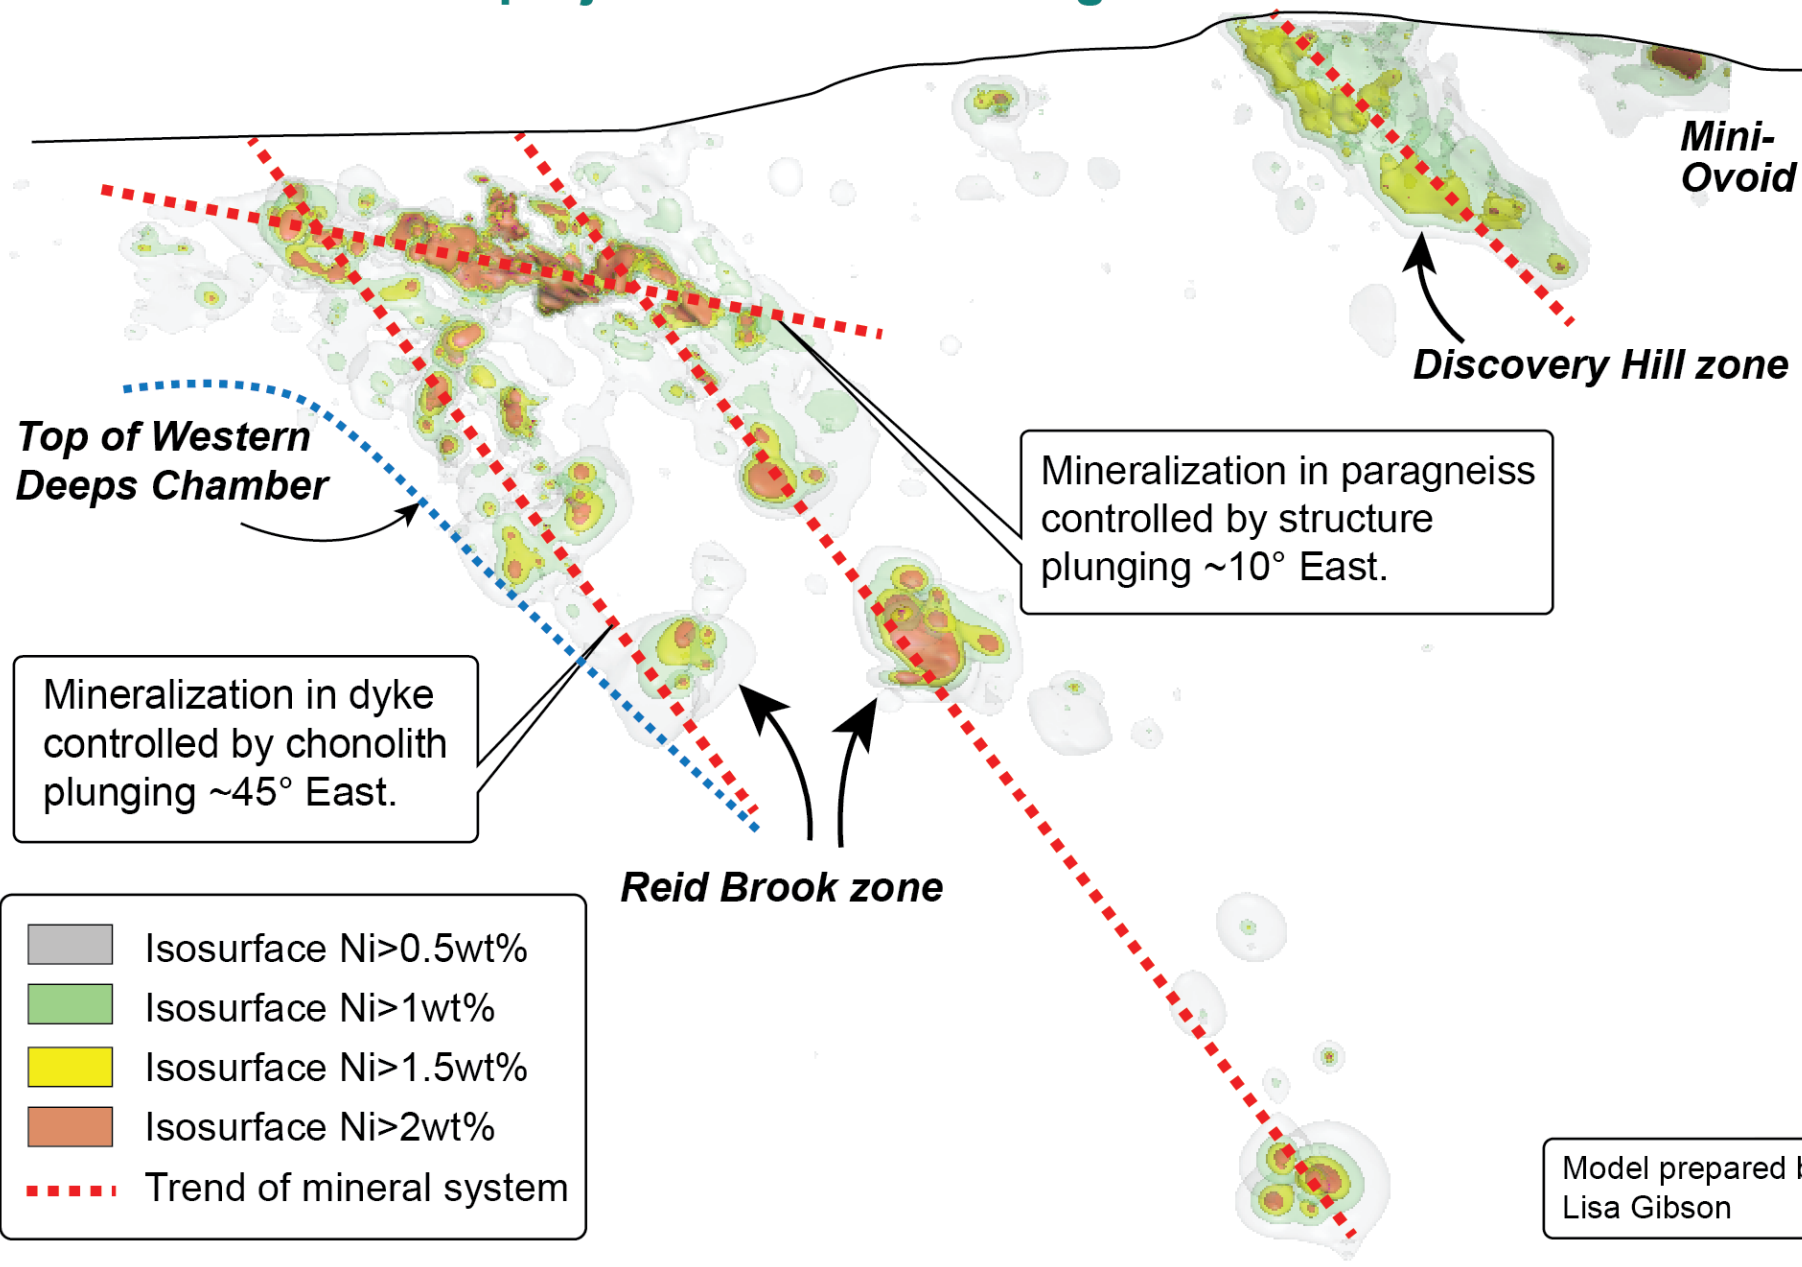 Mini-
Ovoid
Discovery Hill zone
Top of Western
Deeps Chamber
Mineralization in paragneiss
controlled by structure
plunging ~10° East.
Mineralization in dyke
controlled by chonolith
plunging ~45° East.
Reid Brook zone
Isosurface Ni>0.5wt%
Isosurface Ni>1wt%
Isosurface Ni>1.5wt%
Isosurface Ni>2wt%
Trend of mineral system
Model prepared
Lisa Gibson